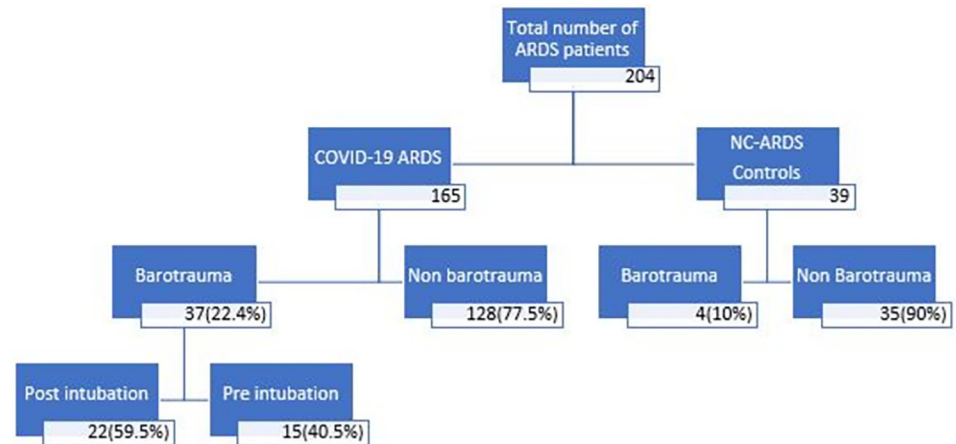 Total number of
ARDS patients
204
COVID-19 ARDS
165
NC-ARDS
Controls
39
Barotrauma
37(22.4%)
Non barotrauma
128(77.5%)
Barotrauma
4(10%)
Non Barotrauma
35(90%)
Post intubation
22(59.5%)
Pre intubation
15(40.5%)